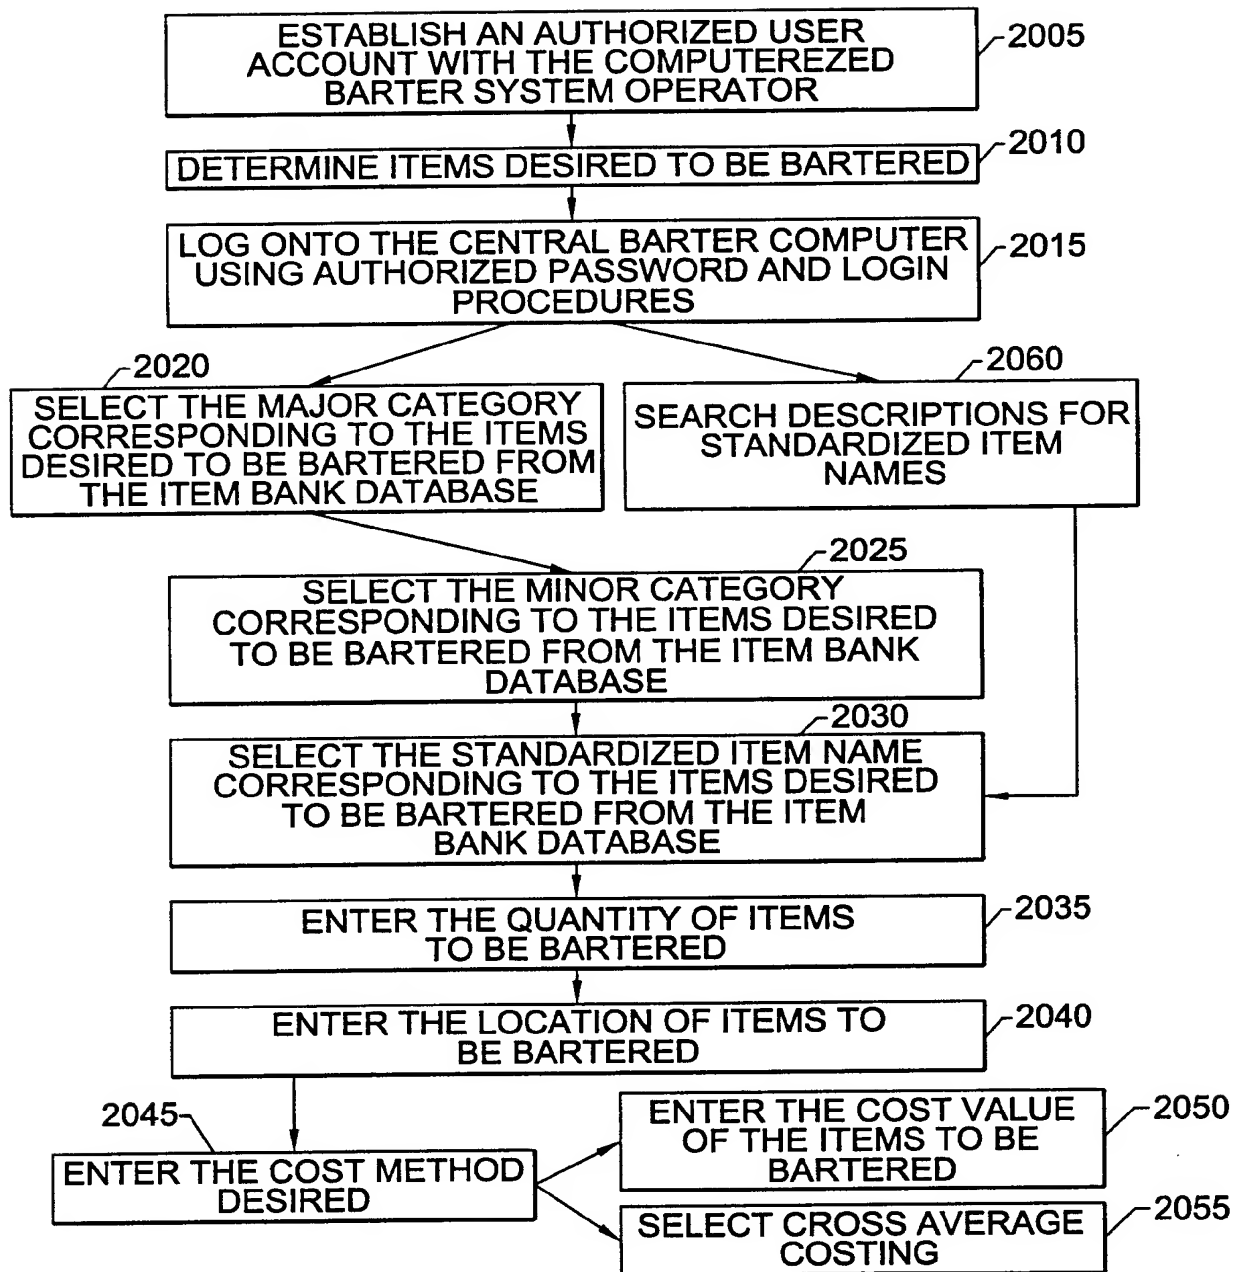 ESTABLISH AN AUTHORIZED USER
ACCOUNT WITH THE COMPUTEREZED
BARTER SYSTEM OPERATOR
2005
DETERMINE ITEMS DESIRED TO BE BARTERED
2010
LOG ONTO THE CENTRAL BARTER COMPUTER
USING AUTHORIZED PASSWORD AND LOGIN
PROCEDURES
2015
2020
SELECT THE MAJOR CATEGORY
CORRESPONDING TO THE ITEMS
DESIRED TO BE BARTERED FROM
THE ITEM BANK DATABASE
2060
SEARCH DESCRIPTIONS FOR
STANDARDIZED ITEM
NAMES
2025
SELECT THE MINOR CATEGORY
CORRESPONDING TO THE ITEMS DESIRED
TO BE BARTERED FROM THE ITEM BANK
DATABASE
2030
SELECT THE STANDARDIZED ITEM NAME
CORRESPONDING TO THE ITEMS DESIRED
TO BE BARTERED FROM THE ITEM
BANK DATABASE
ENTER THE QUANTITY OF ITEMS
TO BE BARTERED
2035
ENTER THE LOCATION OF ITEMS TO
BE BARTERED
2040
2045
ENTER THE COST METHOD
DESIRED
ENTER THE COST VALUE
OF THE ITEMS TO BE
BARTERED
2050
SELECT CROSS AVERAGE
COSTING
2055